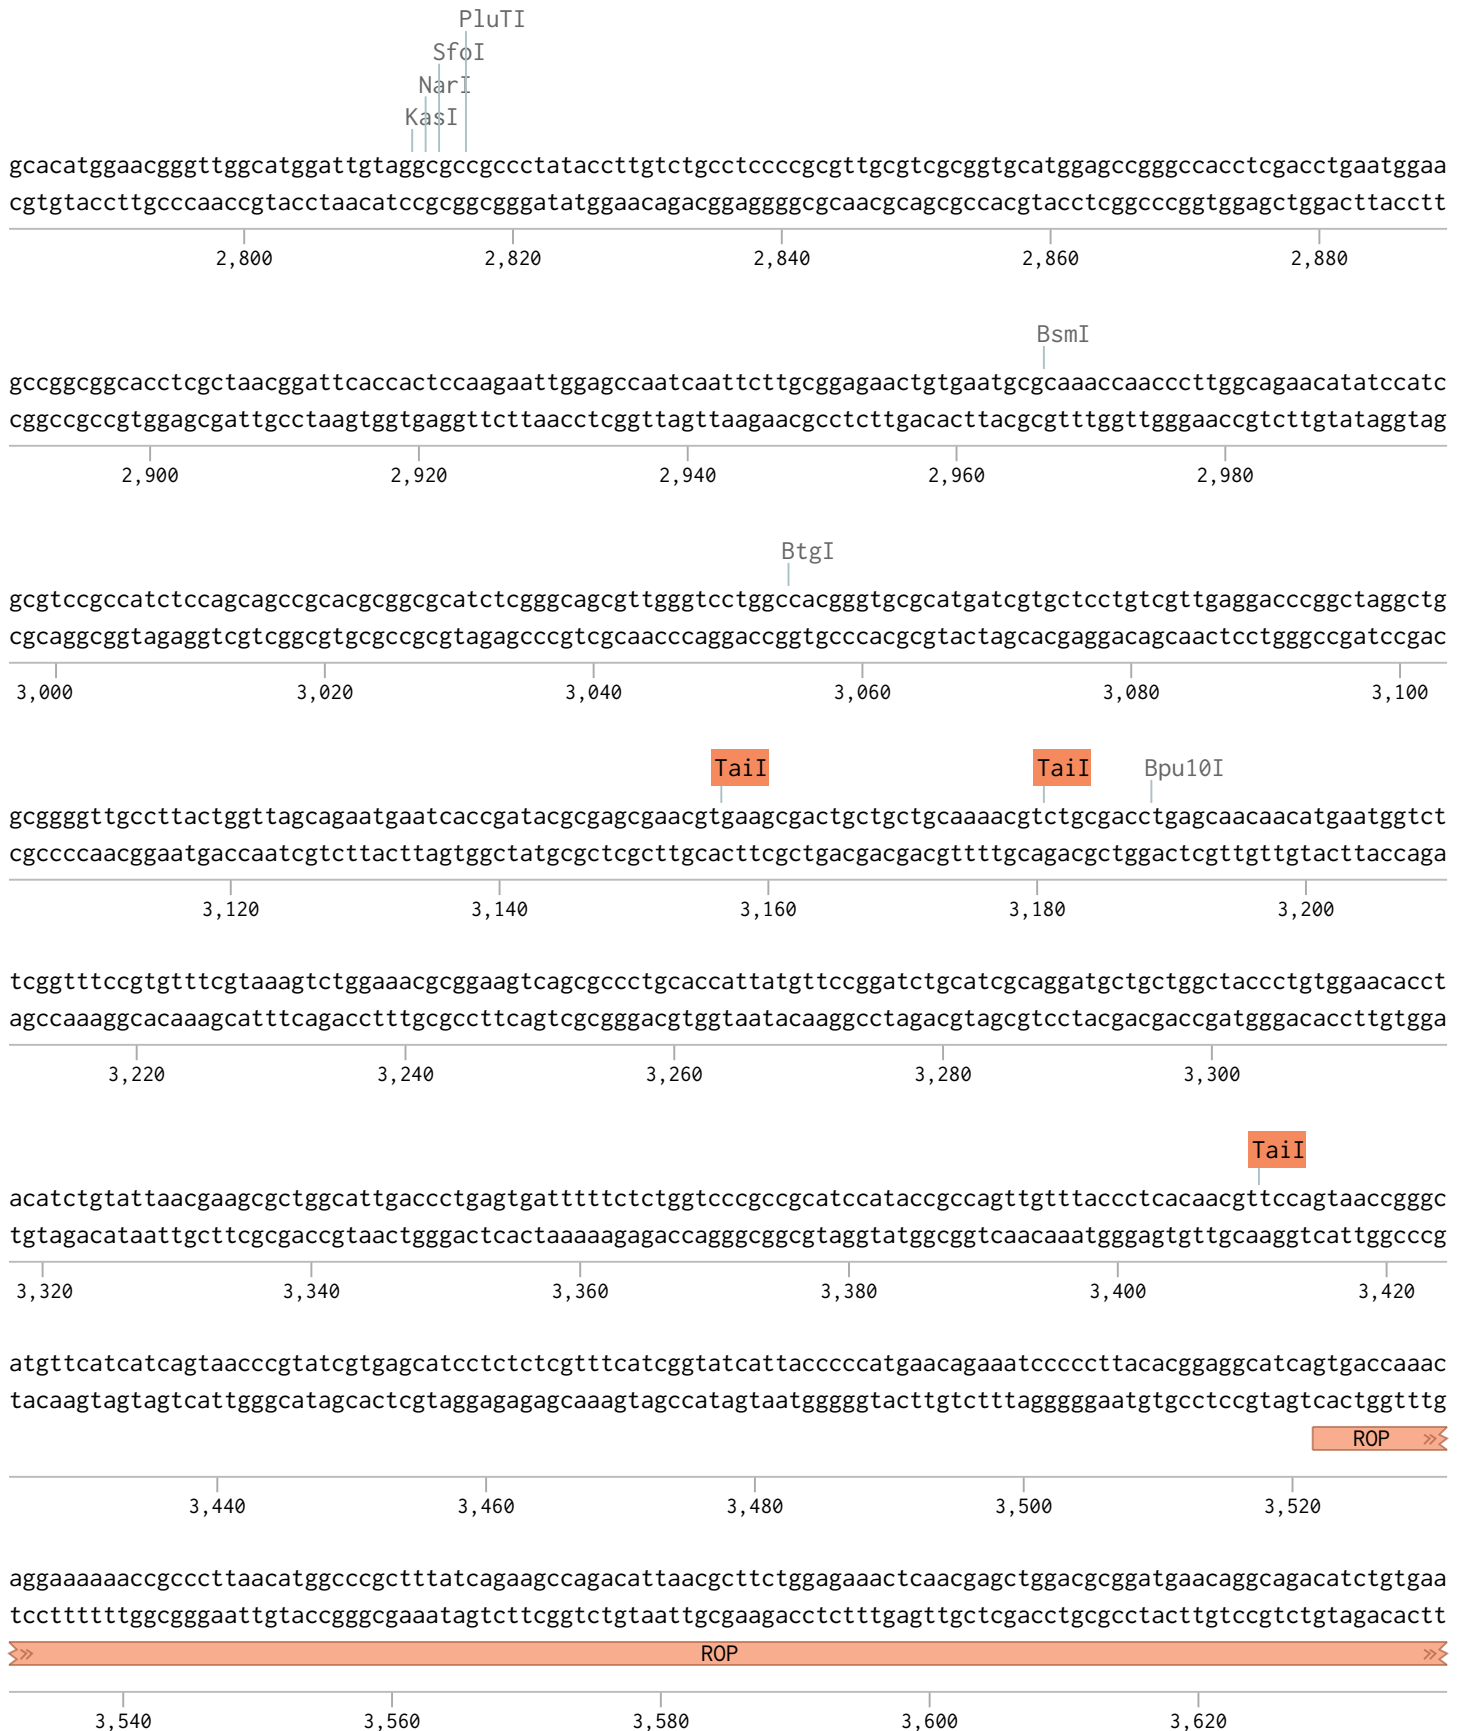 PluTI
SfoI
NarI
KasI
gcacatggaacgggttggcatggattgtaggcgccgccctataccttgtctgcctccccgcgttgcgtcgcggtgcatggagccgggccacctcgacctgaatggaa
cgtgtaccttgcccaaccgtacctaacatccgcggcgggatatggaacagacggaggggcgcaacgcagcgccacgtacctcggcccggtggagctggacttacctt
2,800 2,820 2,840 2,860 2,880
BsmI
gccggcggcacctcgctaacggattcaccactccaagaattggagccaatcaattcttgcggagaactgtgaatgcgcaaaccaacccttggcagaacatatccatc
cggccgccgtggagcgattgcctaagtggtgaggttcttaacctcggttagttaagaacgcctcttgacacttacgcgtttggttgggaaccgtcttgtataggtag
2,900 2,920 2,940 2,960 2,980
BtgI
gcgtccgccatctccagcagccgcacgcggcgcatctcgggcagcgttgggtcctggccacgggtgcgcatgatcgtgctcctgtcgttgaggacccggctaggctg
cgcaggcggtagaggtcgtcggcgtgcgccgcgtagagcccgtcgcaacccaggaccggtgcccacgcgtactagcacgaggacagcaactcctgggccgatccgac
3,000 3,020 3,040 3,060 3,080 3,100
TaiI TaiI Bpu10I
gcggggttgccttactggttagcagaatgaatcaccgatacgcgagcgaacgtgaagcgactgctgctgcaaaacgtctgcgacctgagcaacaacatgaatggtct
cgccccaacggaatgaccaatcgtcttacttagtggctatgcgctcgcttgcacttcgctgacgacgacgttttgcagacgctggactcgttgttgtacttaccaga
3,120 3,140 3,160 3,180 3,200
tcggtttccgtgtttcgtaaagtctggaaacgcggaagtcagcgccctgcaccattatgttccggatctgcatcgcaggatgctgctggctaccctgtggaacacct
agccaaaggcacaaagcatttcagacctttgcgccttcagtcgcgggacgtggtaatacaaggcctagacgtagcgtcctacgacgaccgatgggacaccttgtgga
3,220 3,240 3,260 3,280 3,300
TaiI
acatctgtattaacgaagcgctggcattgaccctgagtgatttttctctggtcccgccgcatccataccgccagttgtttaccctcacaacgttccagtaaccgggc
tgtagacataattgcttcgcgaccgtaactgggactcactaaaaagagaccagggcggcgtaggtatggcggtcaacaaatgggagtgttgcaaggtcattggcccg
3,320 3,340 3,360 3,380 3,400 3,420
atgttcatcatcagtaacccgtatcgtgagcatcctctctcgtttcatcggtatcattacccccatgaacagaaatcccccttacacggaggcatcagtgaccaaac
tacaagtagtagtcattgggcatagcactcgtaggagagagcaaagtagccatagtaatgggggtacttgtctttagggggaatgtgcctccgtagtcactggtttg
ROP
3,440 3,460 3,480 3,500 3,520
aggaaaaaaccgcccttaacatggcccgctttatcagaagccagacattaacgcttctggagaaactcaacgagctggacgcggatgaacaggcagacatctgtgaa
tccttttttggcgggaattgtaccgggcgaaatagtcttcggtctgtaattgcgaagacctctttgagttgctcgacctgcgcctacttgtccgtctgtagacactt
ROP
3,540 3,560 3,580 3,600 3,620